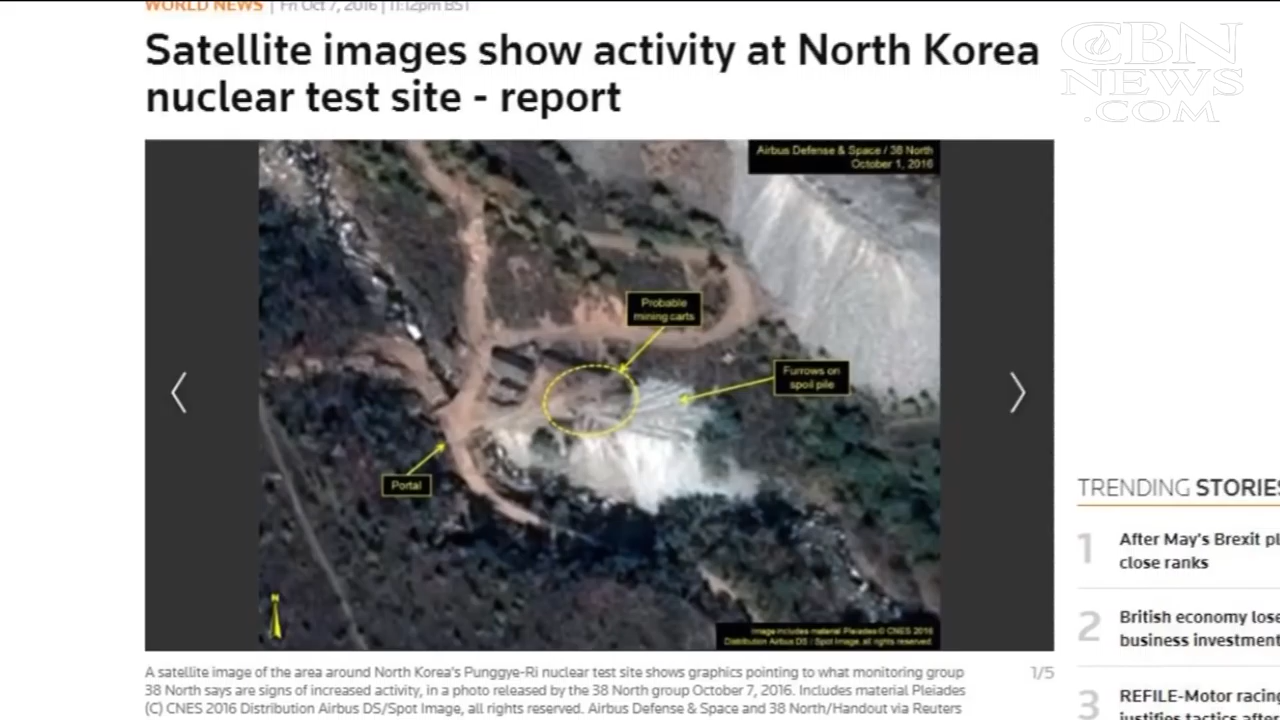 WORLD NEWS | Fri Oct 7, 2016 | 11:12pm BST
CBN
NEWS
.COM
Satellite images show activity at North Korea
nuclear test site - report
Airbus Defense & Space / 38 North
October 1, 2016
Probable
mining carts
Furrows on
spoil pile
Portal
N
Image includes material Pleiades © CNES 2016
Distribution Airbus DS / Spot Image, all rights reserved.
A satellite image of the area around North Korea's Punggye-Ri nuclear test site shows graphics pointing to what monitoring group
38 North says are signs of increased activity, in a photo released by the 38 North group October 7, 2016. Includes material Pleiades
(C) CNES 2016 Distribution Airbus DS/Spot Image, all rights reserved. Airbus Defense & Space and 38 North/Handout via Reuters
1/5
TRENDING STORIES
1 After May's Brexit pl
close ranks
2 British economy lose
business investment
3 REFILE-Motor racing
justifies tactics after